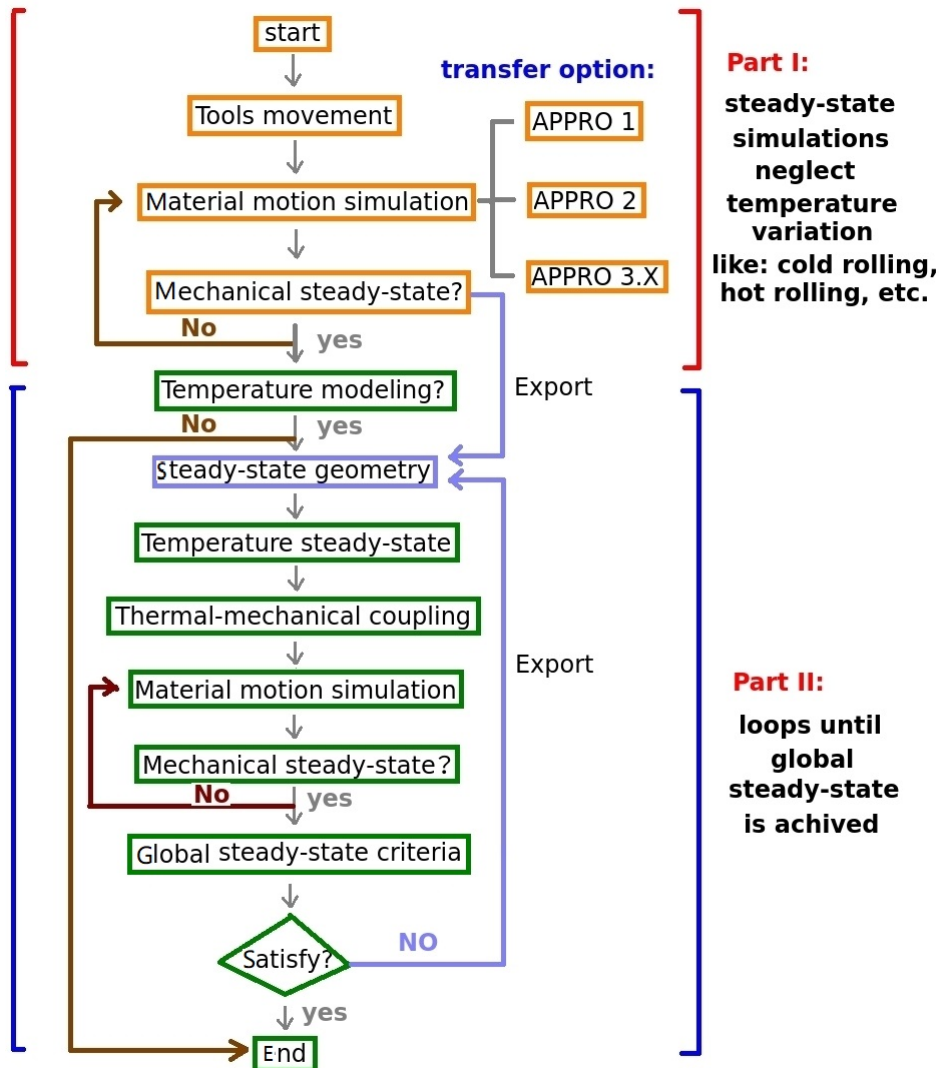 start
transfer option:
Part I:
Tools movement
APPRO 1
steady-state
simulations
neglect
temperature
variation
like: cold rolling,
hot rolling, etc.
Material motion simulation
APPRO 2
Mechanical steady-state?
APPRO 3.X
No
yes
Temperature modeling?
Export
No
yes
Steady-state geometry
Temperature steady-state
Thermal-mechanical coupling
Export
Material motion simulation
Part II:
loops until
global
steady-state
is achived
Mechanical steady-state?
No
yes
Global steady-state criteria
Satisfy?
NO
yes
End